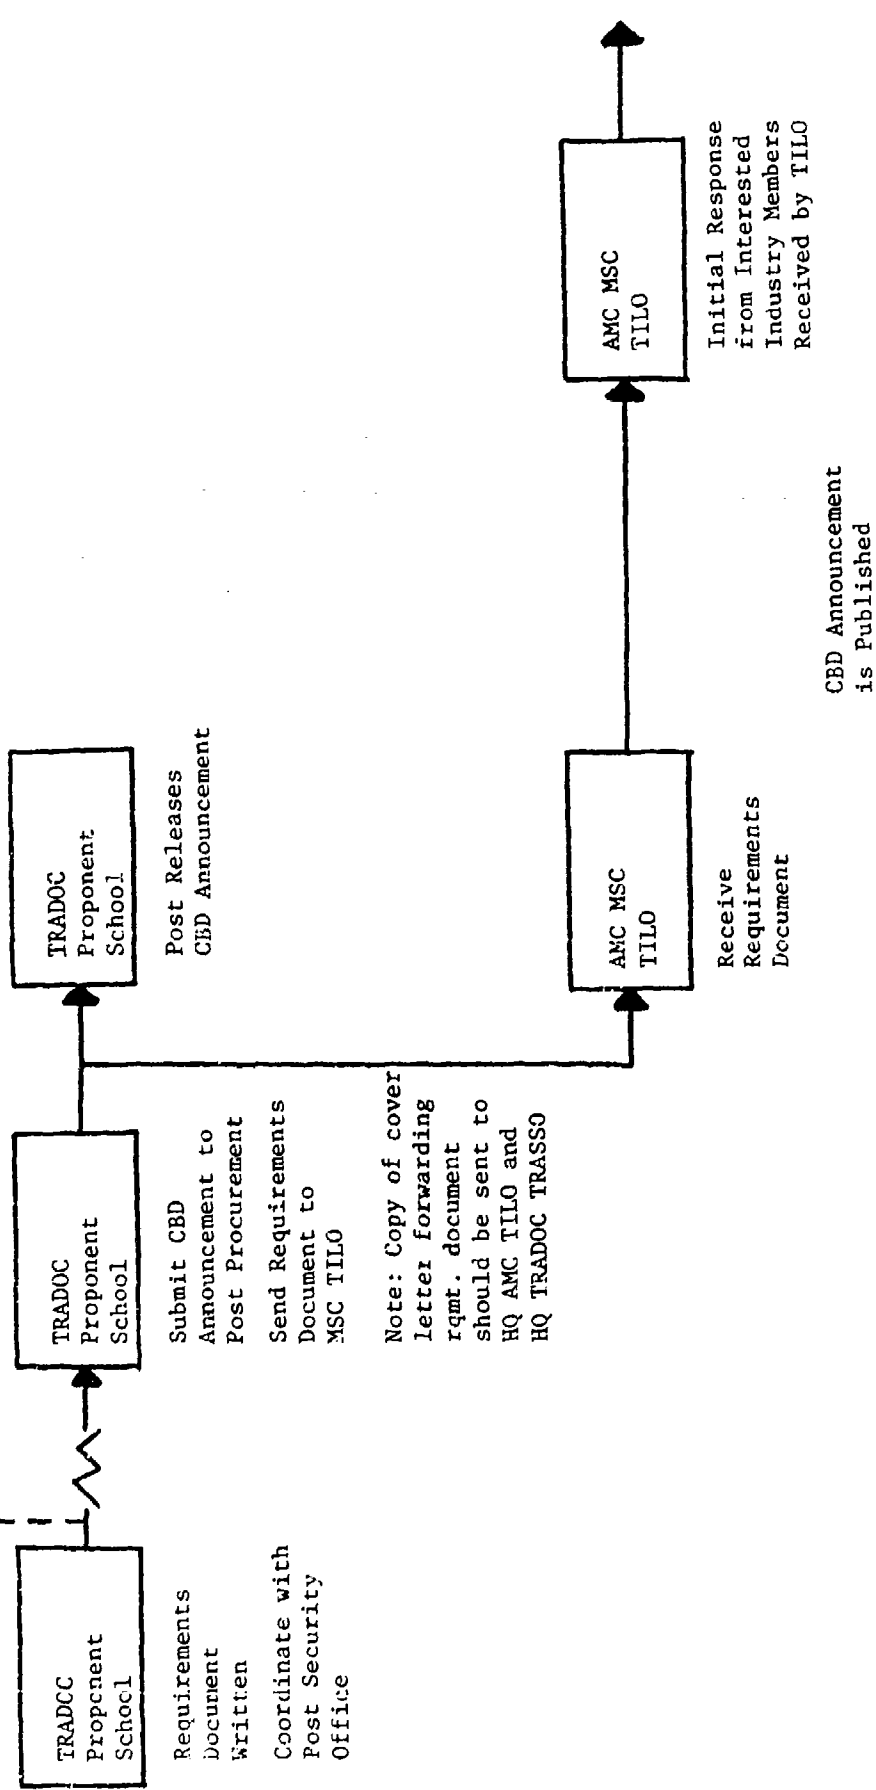 TRADCC
Propcnent
School
Requirements
Document
Written
Coordinate with
Post Security
Office
TRADOC
Proponent
School
Submit CBD
Announcement to
Post Procurement
Send Requirements
Document to
MSC TILO
Note: Copy of cover
letter forwarding
rqmt. document
should be sent to
HQ AMC TILO and
HQ TRADOC TRASSO
TRADOC
Proponent
School
Post Releases
CBD Announcement
AMC MSC
TILO
Receive
Requirements
Document
CBD Announcement
is Published
AMC MSC
TILO
Initial Response
from Interested
Industry Members
Received by TILO